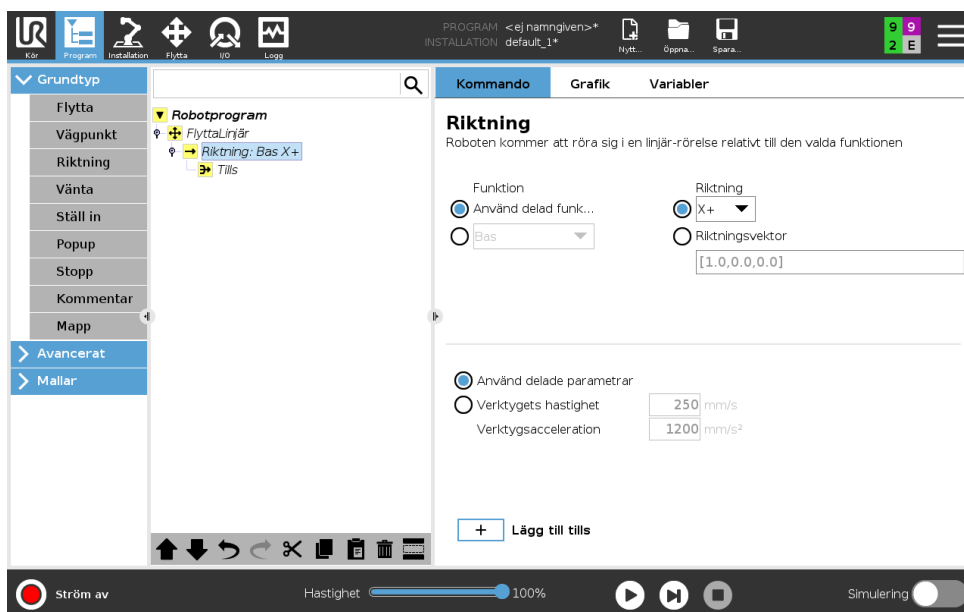 UR
Kör
Program
Installation
Flytta
I/O
Logg
PROGRAM <ej namngiven>*
INSTALLATION default_1*
Nytt...
Öppna...
Spara...
9 9
2 E
Grundtyp
Flytta
Vägpunkt
Riktning
Vänta
Ställ in
Popup
Stopp
Kommentar
Mapp
Avancerat
Mallar
Robotprogram
FlyttaLinjär
Riktning: Bas X+
Tills
Kommando Grafik Variabler
Riktning
Roboten kommer att röra sig i en linjär-rörelse relativt till den valda funktionen
Funktion
Använd delad funk...
Bas
Riktning
X+
Riktningsvektor
[1.0,0.0,0.0]
Använd delade parametrar
Verktygets hastighet 250 mm/s
Verktygsacceleration 1200 mm/s²
+ Lägg till tills
Ström av
Hastighet 100%
Simulering